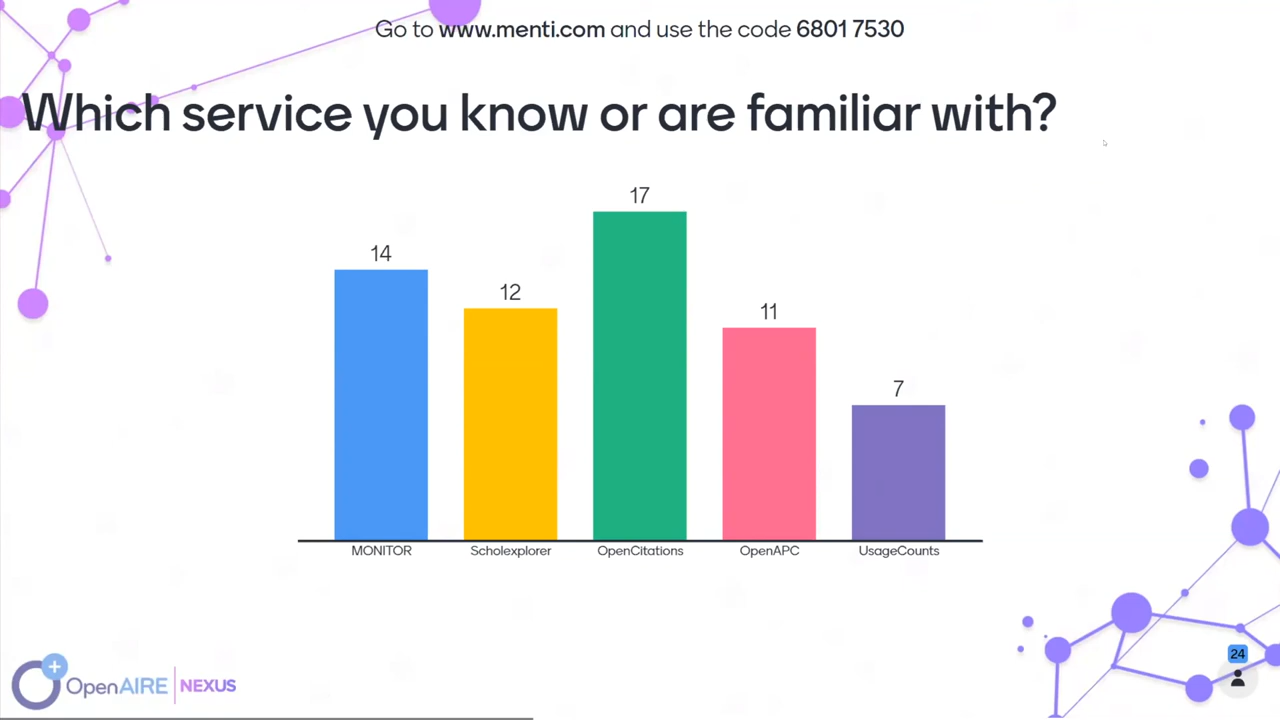 Go to www.menti.com and use the code 6801 7530
Which service you know or are familiar with?
17
14
12
11
7
MONITOR Scholexplorer OpenCitations OpenAPC UsageCounts
24
OpenAIRE NEXUS